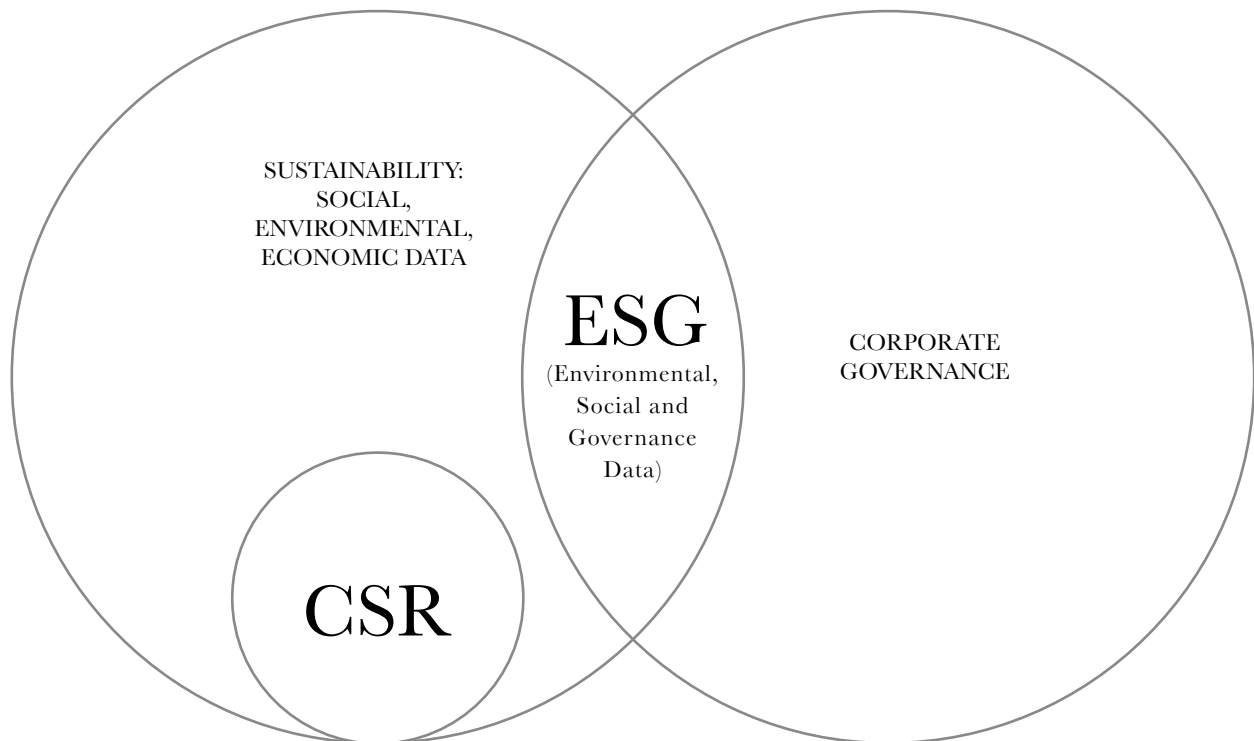 SUSTAINABILITY:
SOCIAL,
ENVIRONMENTAL,
ECONOMIC DATA
ESG
(Environmental,
Social and
Governance
Data)
CORPORATE
GOVERNANCE
CSR